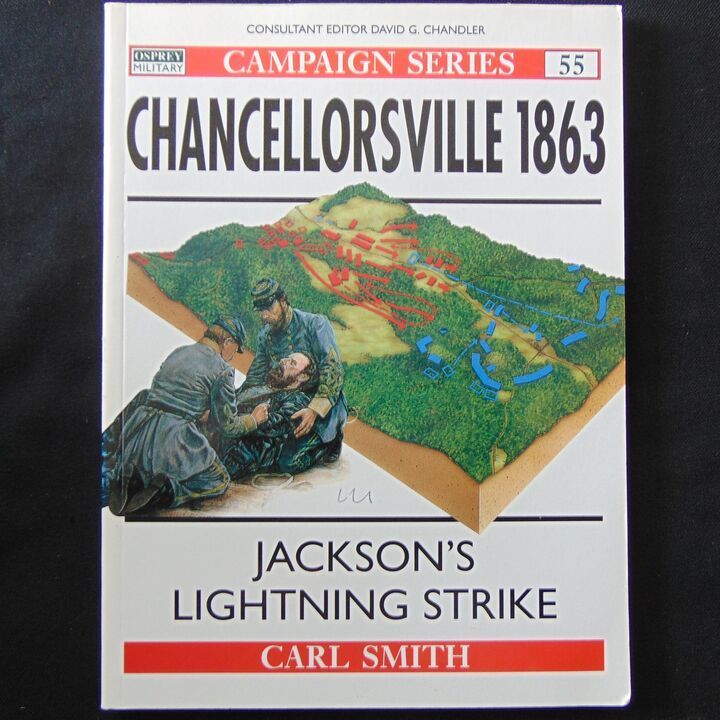 CONSULTANT EDITOR DAVID G. CHANDLER
OSPREY
MILITARY
CAMPAIGN SERIES
55
CHANCELLORSVILLE 1863
JACKSON'S
LIGHTNING STRIKE
CARL SMITH